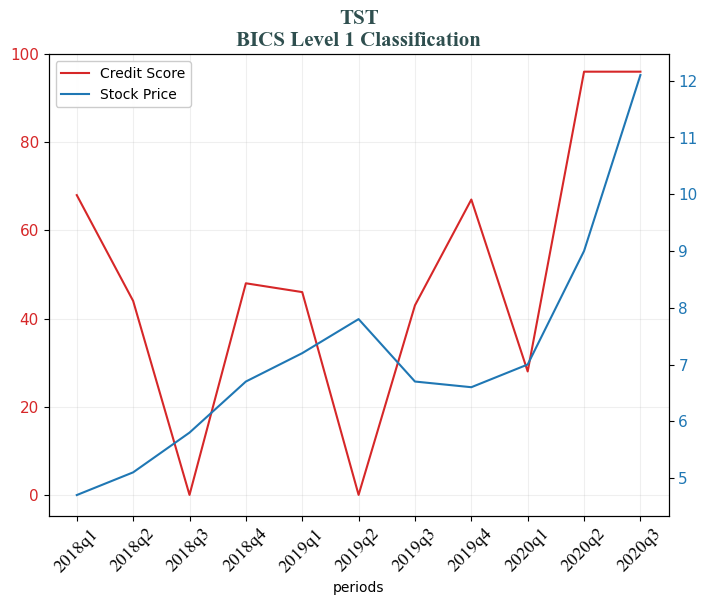 TST
BICS Level 1 Classification
Credit Score
Stock Price
100
80
60
40
20
0
12
11
10
9
8
7
6
5
2018q1
2018q2
2018q3
2018q4
2019q1
2019q2
2019q3
2019q4
2020q1
2020q2
2020q3
periods